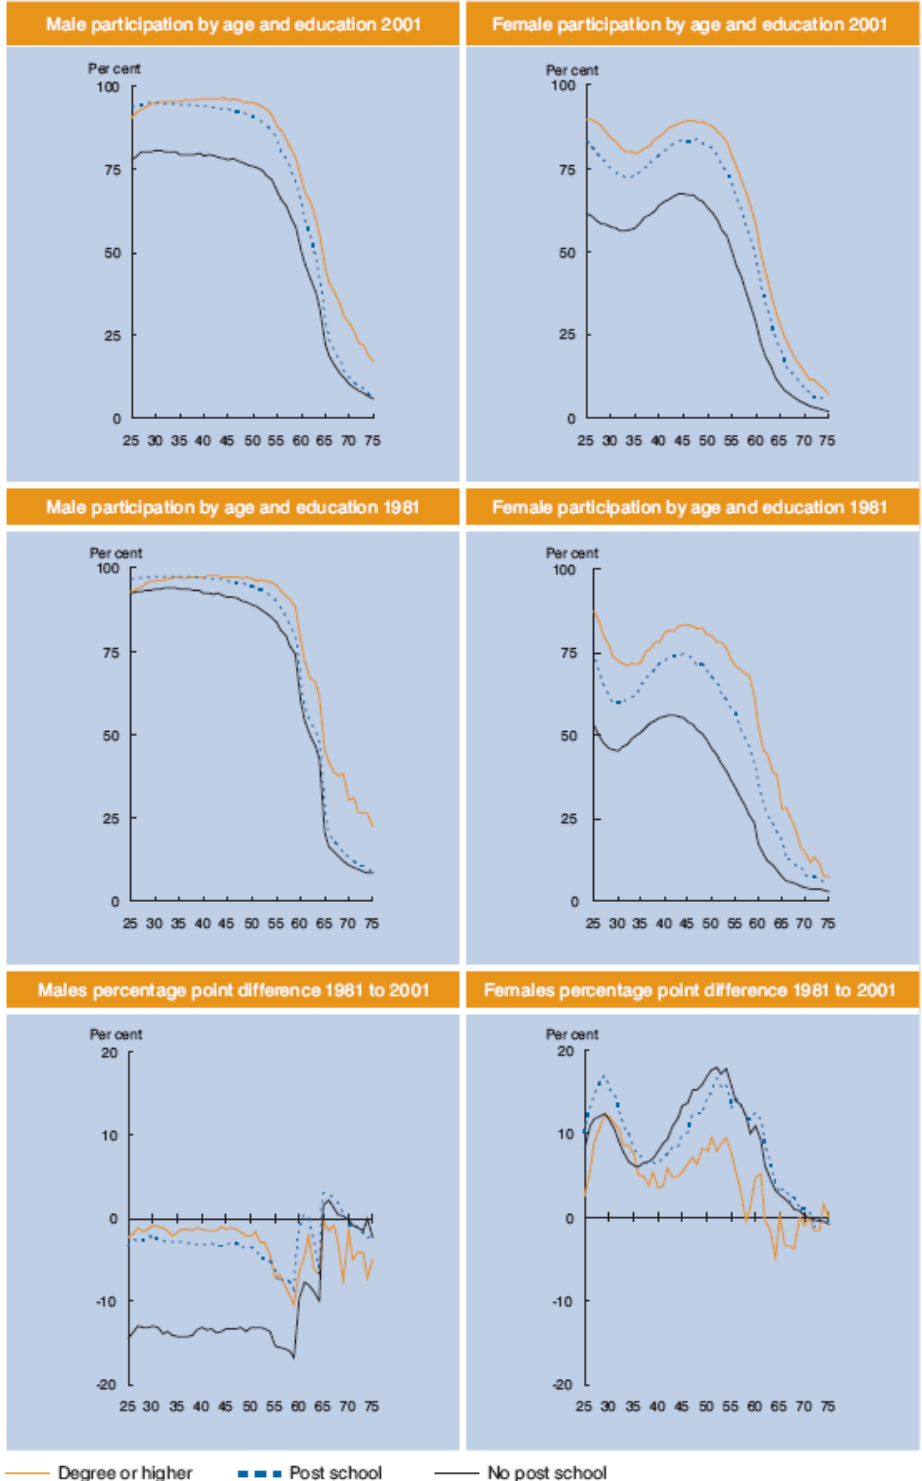 Male participation by age and education 2001
Per cent
100
75
50
25
0
25 30 35 40 45 50 55 60 65 70 75
Female participation by age and education 2001
Per cent
100
75
50
25
0
25 30 35 40 45 50 55 60 65 70 75
Male participation by age and education 1981
Per cent
100
75
50
25
0
25 30 35 40 45 50 55 60 65 70 75
Female participation by age and education 1981
Per cent
100
75
50
25
0
25 30 35 40 45 50 55 60 65 70 75
Males percentage point difference 1981 to 2001
Per cent
20
10
0
-10
-20
25 30 35 40 45 50 55 60 65 70 75
Females percentage point difference 1981 to 2001
Per cent
20
10
0
-10
-20
25 30 35 40 45 50 55 60 65 70 75
Degree or higher Post school No post school